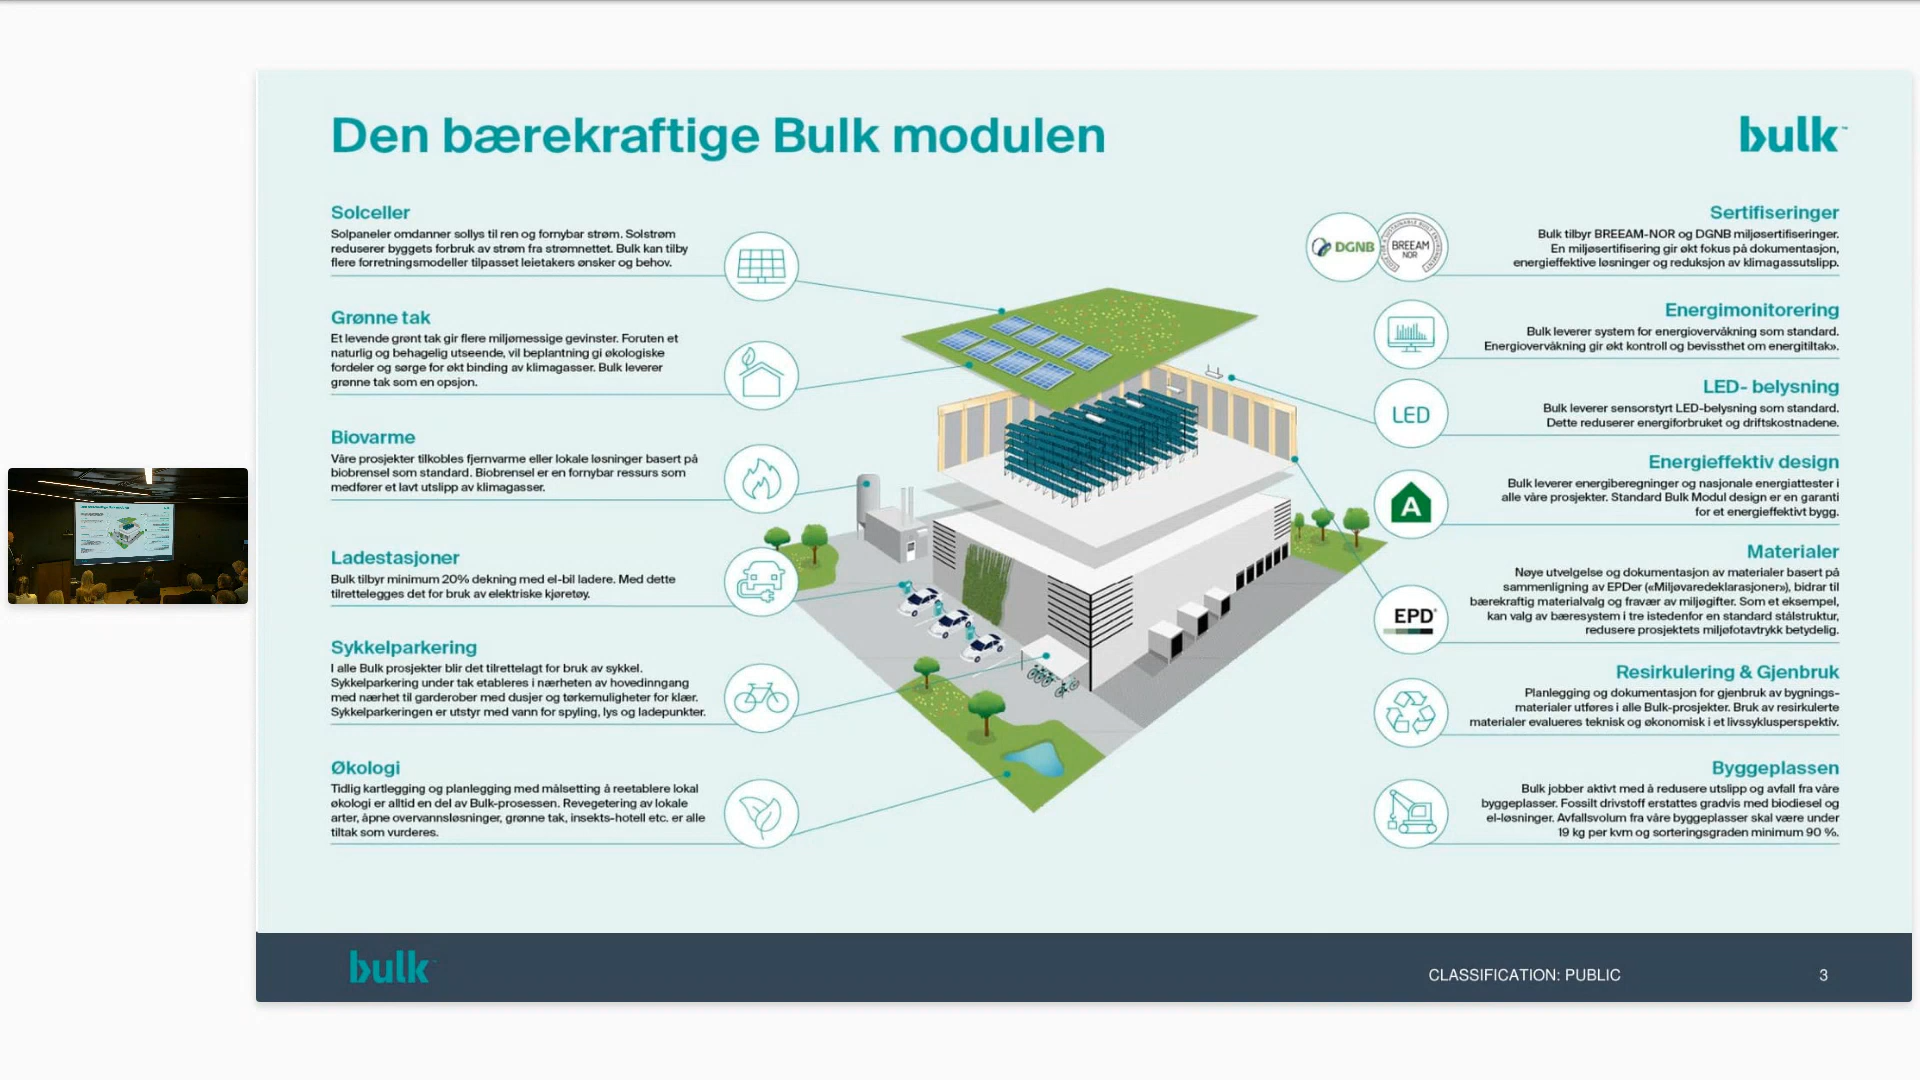 Den bærekraftige Bulk modulen
bulk™
Solceller
Solpaneler omdanner sollys til ren og fornybar strøm. Solstrøm
reduserer byggets forbruk av strøm fra strømnettet. Bulk kan tilby
flere forretningsmodeller tilpasset leietakers ønsker og behov.
Grønne tak
Et levende grønt tak gir flere miljømessige gevinster. Foruten et
naturlig og behagelig utseende, vil beplantning gi økologiske
fordeler og sørge for økt binding av klimagasser. Bulk leverer
grønne tak som en opsjon.
Biovarme
Våre prosjekter tilkobles fjernvarme eller lokale løsninger basert på
biobrensel som standard. Biobrensel er en fornybar ressurs som
medfører et lavt utslipp av klimagasser.
Ladestasjoner
Bulk tilbyr minimum 20% dekning med el-bil ladere. Med dette
tilrettelegges det for bruk av elektriske kjøretøy.
Sykkelparkering
I alle Bulk prosjekter blir det tilrettelagt for bruk av sykkel.
Sykkelparkering under tak etableres i nærheten av hovedinngang
med nærhet til garderober med dusjer og tørkemuligheter for klær.
Sykkelparkeringen er utstyr med vann for spyling, lys og ladepunkter.
Økologi
Tidlig kartlegging og planlegging med målsetting å reetablere lokal
økologi er alltid en del av Bulk-prosessen. Revegetering av lokale
arter, åpne overvannsløsninger, grønne tak, insekts-hotell etc. er alle
tiltak som vurderes.
DGNB
BREEAM
NOR
Sertifiseringer
Bulk tilbyr BREEAM-NOR og DGNB miljøsertifiseringer.
En miljøsertifisering gir økt fokus på dokumentasjon,
energieffektive løsninger og reduksjon av klimagassutslipp.
Energimonitorering
Bulk leverer system for energiovervåkning som standard.
Energiovervåkning gir økt kontroll og bevissthet om energitiltak».
LED
LED- belysning
Bulk leverer sensorstyrt LED-belysning som standard.
Dette reduserer energiforbruket og driftskostnadene.
A
Energieffektiv design
Bulk leverer energiberegninger og nasjonale energiattester i
alle våre prosjekter. Standard Bulk Modul design er en garanti
for et energieffektivt bygg.
EPD®
Materialer
Nøye utvelgelse og dokumentasjon av materialer basert på
sammenligning av EPDer («Miljøvaredeklarasjoner»), bidrar til
bærekraftig materialvalg og fravær av miljøgifter. Som et eksempel,
kan valg av bæresystem i tre istedenfor en standard stålstruktur,
redusere prosjektets miljøfotavtrykk betydelig.
Resirkulering & Gjenbruk
Planlegging og dokumentasjon for gjenbruk av bygnings-
materialer utføres i alle Bulk-prosjekter. Bruk av resirkulerte
materialer evalueres teknisk og økonomisk i et livssyklusperspektiv.
Byggeplassen
Bulk jobber aktivt med å redusere utslipp og avfall fra våre
byggeplasser. Fossilt drivstoff erstattes gradvis med biodiesel og
el-løsninger. Avfallsvolum fra våre byggeplasser skal være under
19 kg per kvm og sorteringsgraden minimum 90 %.
bulk
CLASSIFICATION: PUBLIC
3